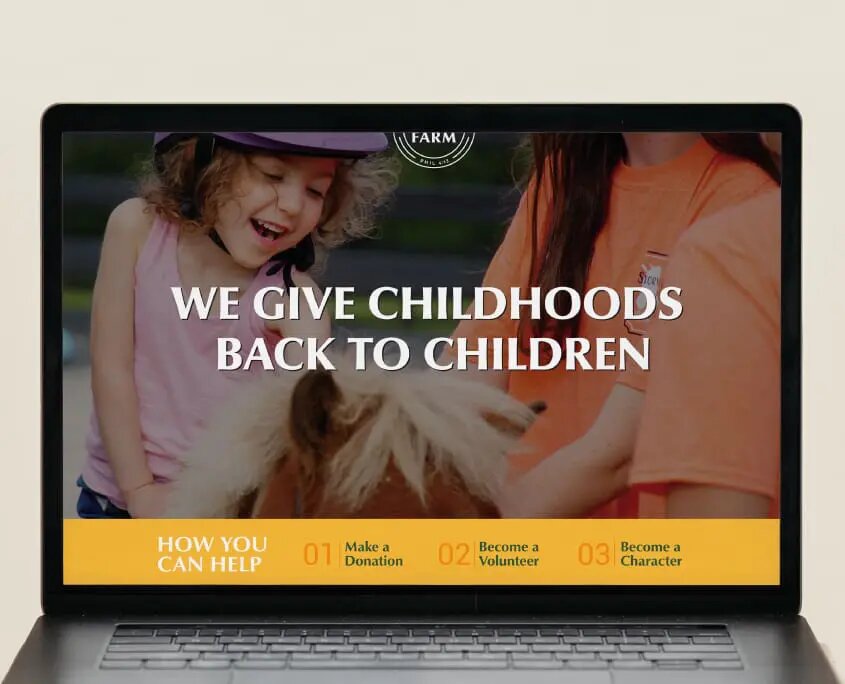 FARM
WE GIVE CHILDHOODS
BACK TO CHILDREN
HOW YOU
CAN HELP
01
Make a
Donation
02
Become a
Volunteer
03
Become a
Character